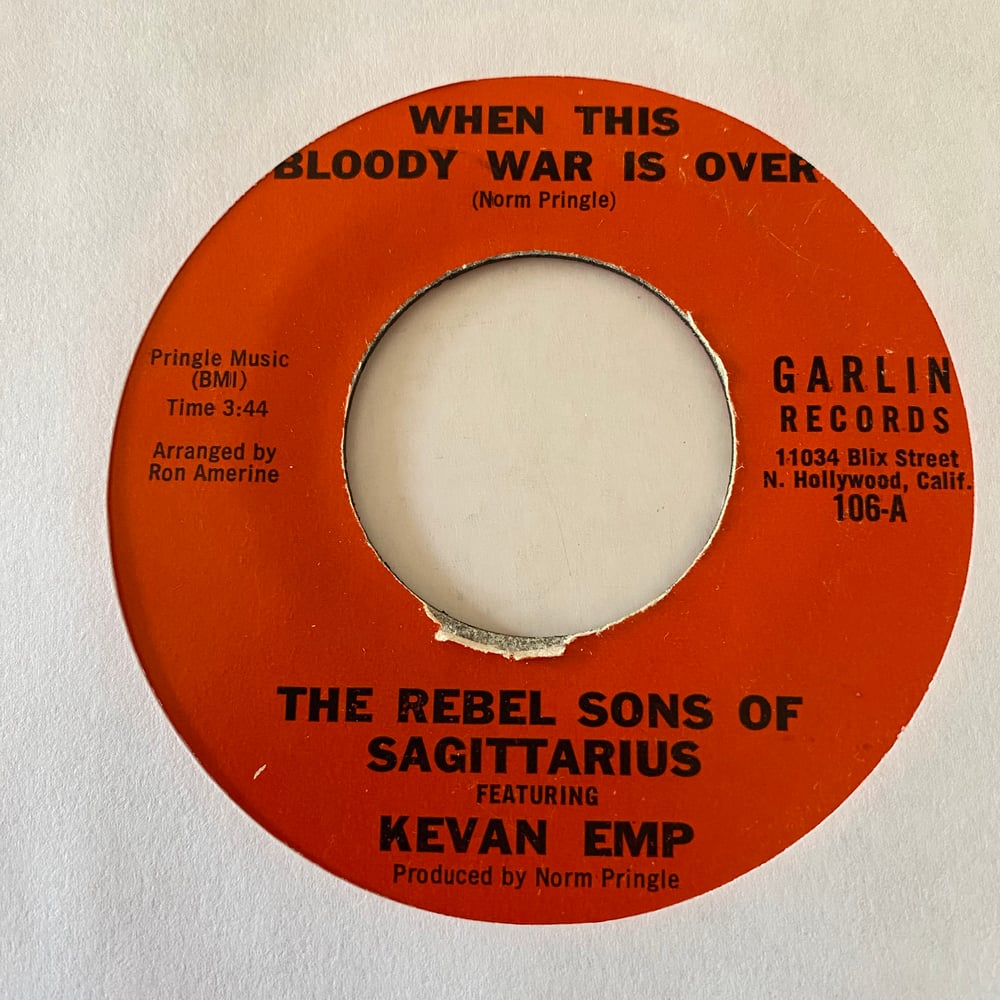 WHEN THIS
BLOODY WAR IS OVER
(Norm Pringle)
Pringle Music
(BMI)
Time 3:44
Arranged by
Ron Amerine
GARLIN
RECORDS
11034 Blix Street
N. Hollywood, Calif.
106-A
THE REBEL SONS OF
SAGITTARIUS
FEATURING
KEVAN EMP
Produced by Norm Pringle